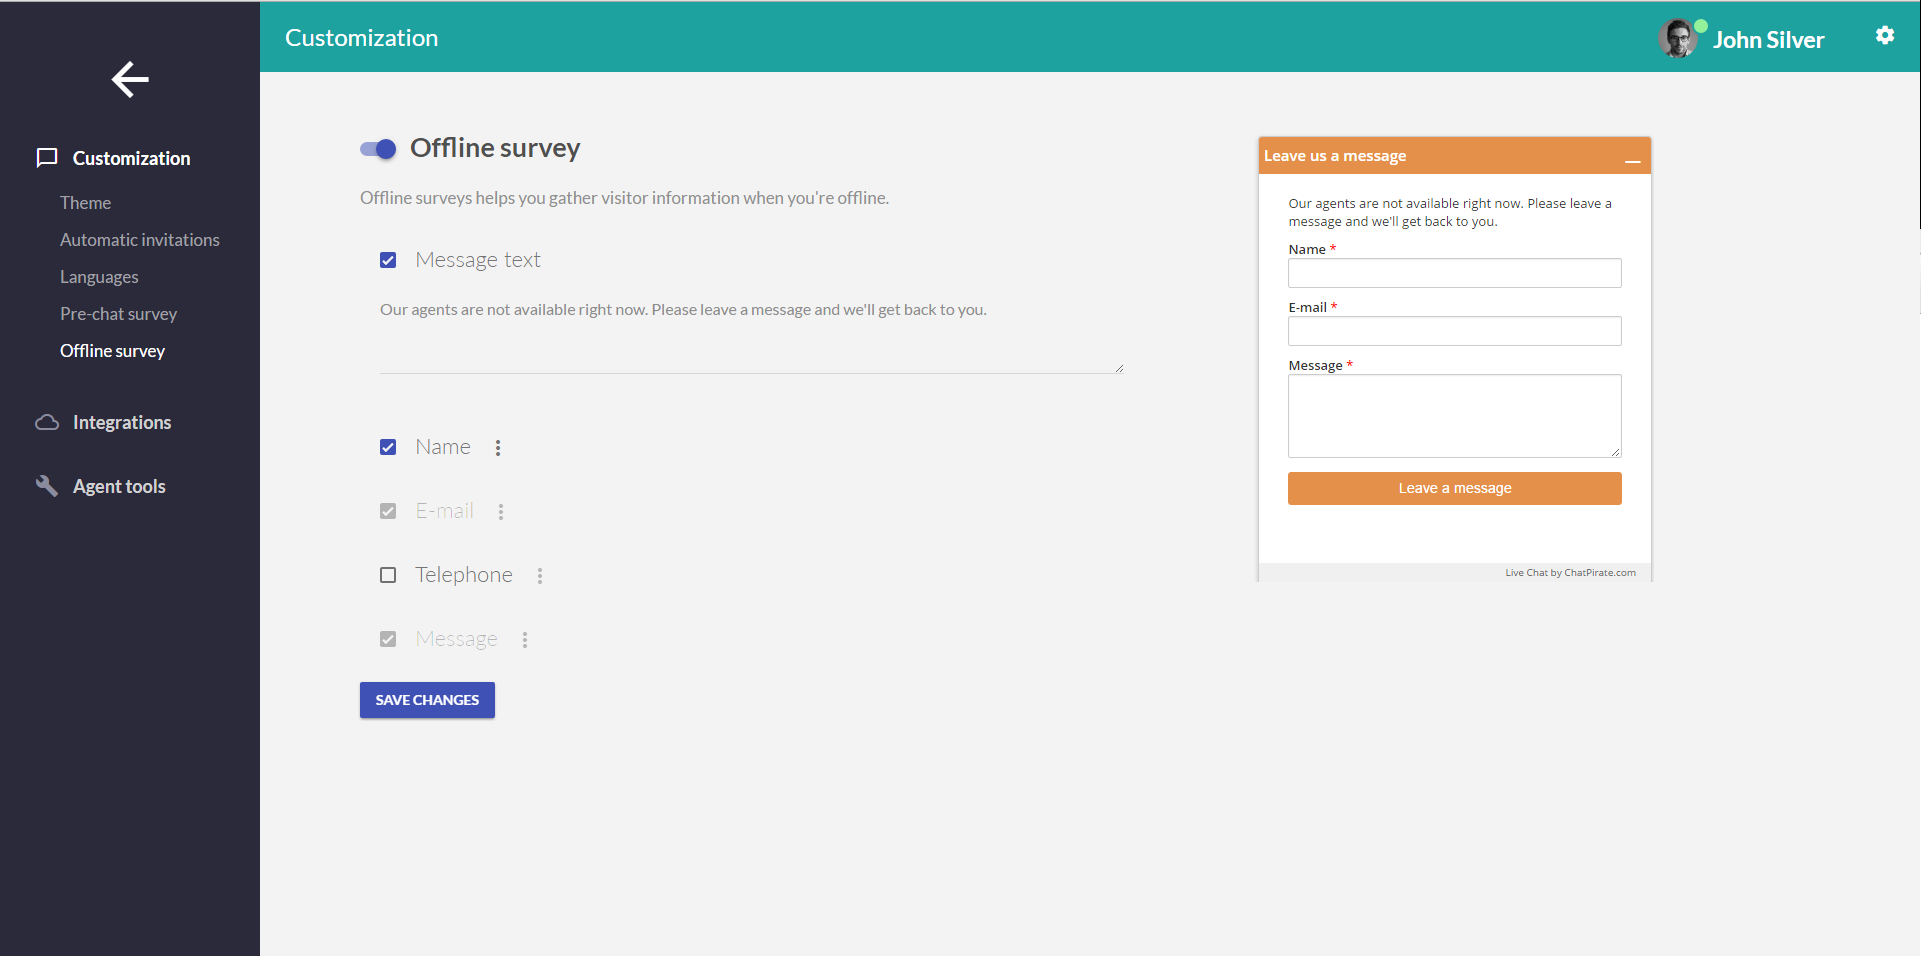 Customization
John Silver
Customization
Theme
Automatic invitations
Languages
Pre-chat survey
Offline survey
Integrations
Agent tools
Offline survey
Offline surveys helps you gather visitor information when you're offline.
Message text
Our agents are not available right now. Please leave a message and we'll get back to you.
Name
E-mail
Telephone
Message
SAVE CHANGES
Leave us a message
Our agents are not available right now. Please leave a
message and we'll get back to you.
Name *
E-mail *
Message *
Leave a message
Live Chat by ChatPirate.com